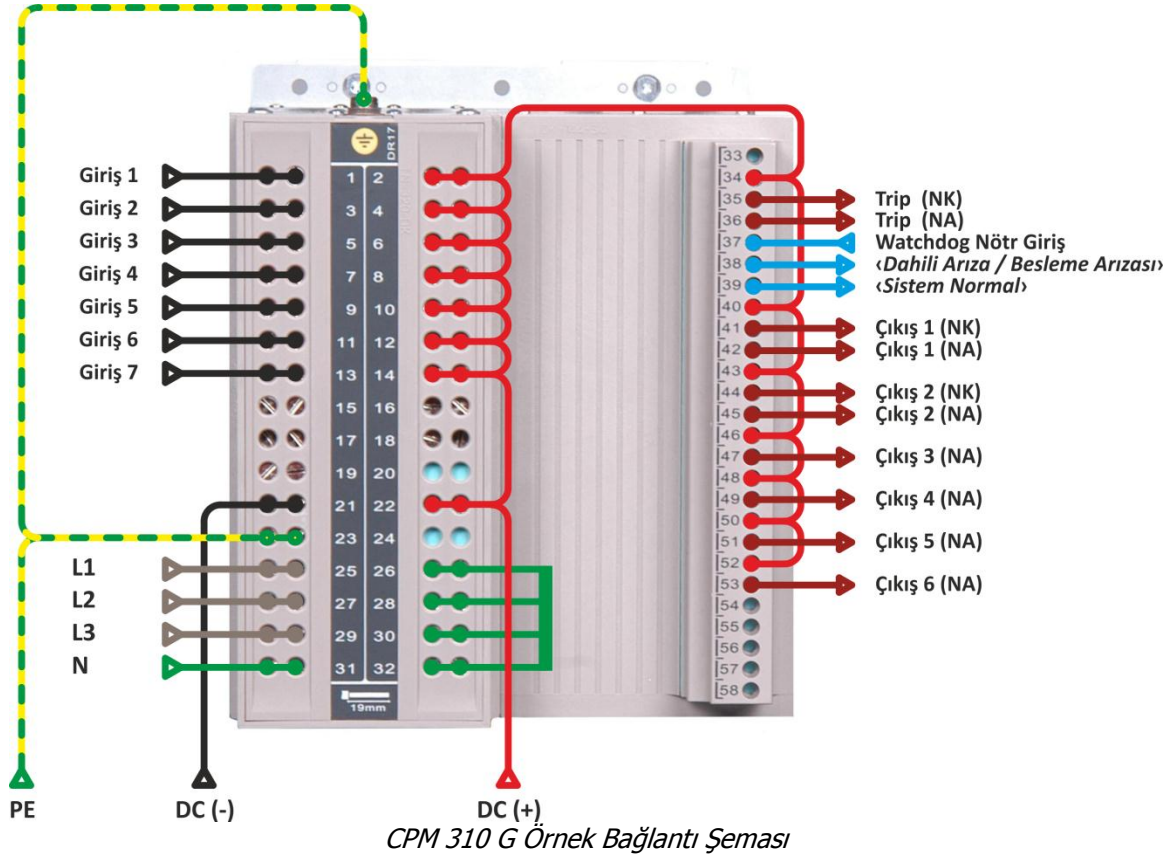 DR17
Giriş 1
Giriş 2
Giriş 3
Giriş 4
Giriş 5
Giriş 6
Giriş 7
L1
L2
L3
N
1 2
3 4
5 6
7 8
9 10
11 12
13 14
15 16
17 18
19 20
21 22
23 24
25 26
27 28
29 30
31 32
19mm
33
34
35
36
37
38
39
40
41
42
43
44
45
46
47
48
49
50
51
52
53
54
55
56
57
58
Trip (NK)
Trip (NA)
Watchdog Nötr Giriş
‹Dahili Arıza / Besleme Arızası›
‹Sistem Normal›
Çıkış 1 (NK)
Çıkış 1 (NA)
Çıkış 2 (NK)
Çıkış 2 (NA)
Çıkış 3 (NA)
Çıkış 4 (NA)
Çıkış 5 (NA)
Çıkış 6 (NA)
PE
DC (-)
DC (+)
CPM 310 G Örnek Bağlantı Şeması